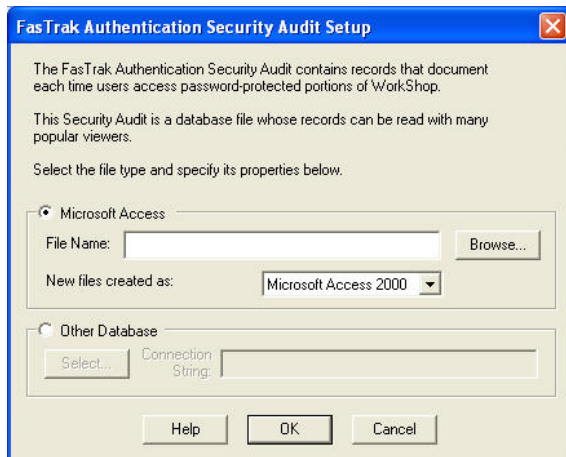 FasTrak Authentication Security Audit Setup
The FasTrak Authentication Security Audit contains records that document
each time users access password-protected portions of WorkShop.
This Security Audit is a database file whose records can be read with many
popular viewers.
Select the file type and specify its properties below.
Microsoft Access
File Name:
Browse...
New files created as:
Microsoft Access 2000
Other Database
Select...
Connection
String:
Help
OK
Cancel